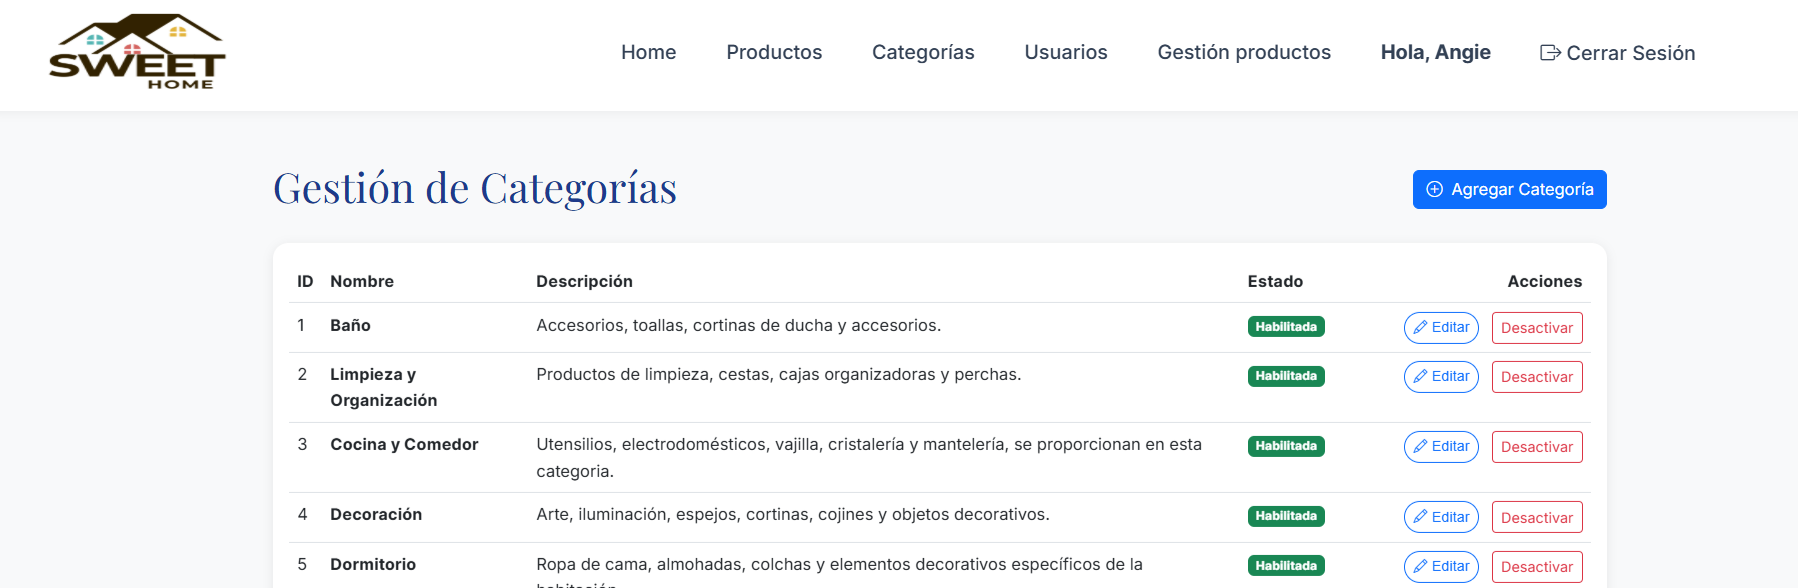 SWEET
HOME
Home Productos Categorías Usuarios Gestión productos Hola, Angie Cerrar Sesión
Gestión de Categorías
Agregar Categoría
ID Nombre Descripción Estado Acciones
1 Baño Accesorios, toallas, cortinas de ducha y accesorios. Habilitada Editar Desactivar
2 Limpieza y Productos de limpieza, cestas, cajas organizadoras y perchas. Habilitada Editar Desactivar
Organización
3 Cocina y Comedor Utensilios, electrodomésticos, vajilla, cristalería y mantelería, se proporcionan en esta Habilitada Editar Desactivar
categoria.
4 Decoración Arte, iluminación, espejos, cortinas, cojines y objetos decorativos. Habilitada Editar Desactivar
5 Dormitorio Ropa de cama, almohadas, colchas y elementos decorativos específicos de la Habilitada Editar Desactivar